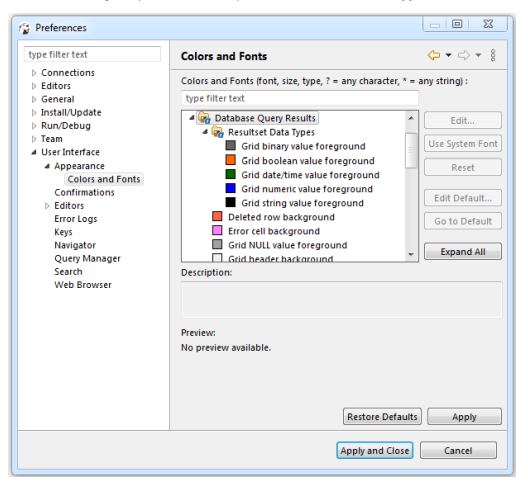 Preferences
type filter text
Connections
Editors
General
Install/Update
Run/Debug
Team
User Interface
Appearance
Colors and Fonts
Confirmations
Editors
Error Logs
Keys
Navigator
Query Manager
Search
Web Browser
Colors and Fonts
Colors and Fonts (font, size, type, ? = any character, * = any string) :
type filter text
Database Query Results
Resultset Data Types
Grid binary value foreground
Grid boolean value foreground
Grid date/time value foreground
Grid numeric value foreground
Grid string value foreground
Deleted row background
Error cell background
Grid NULL value foreground
Grid header background
Edit...
Use System Font
Reset
Edit Default...
Go to Default
Expand All
Description:
Preview:
No preview available.
Restore Defaults
Apply
Apply and Close
Cancel